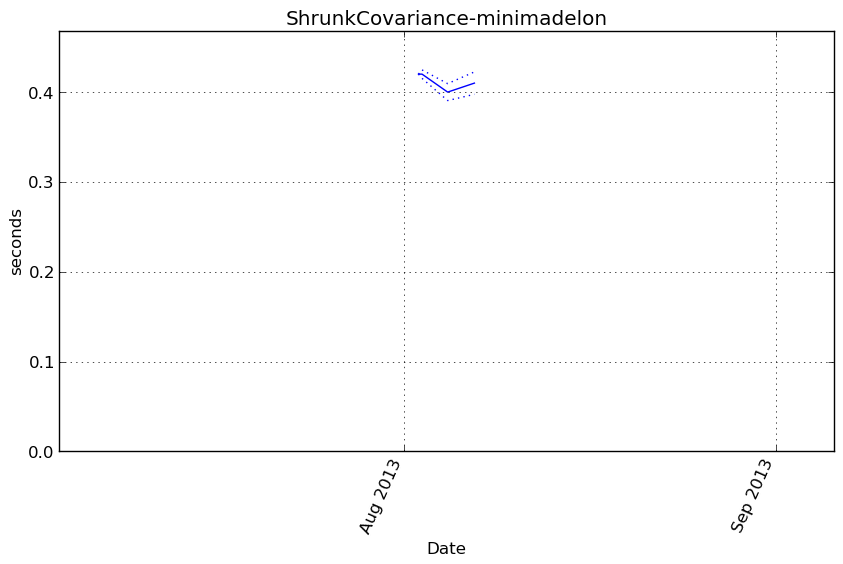 ShrunkCovariance-minimadelon
0.4
0.3
0.2
0.1
0.0
seconds
Aug 2013
Sep 2013
Date